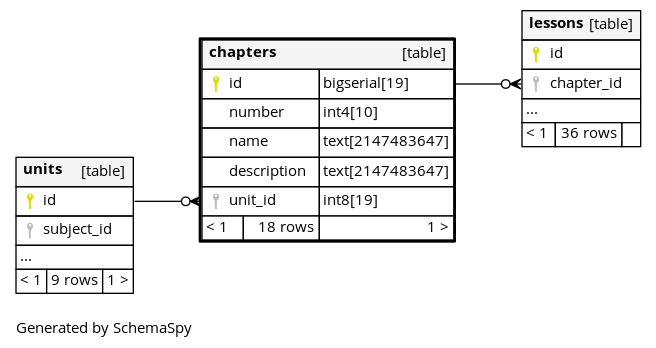 lessons [table]
id
chapter_id
...
< 1 36 rows
chapters [table]
id bigserial[19]
number int4[10]
name text[2147483647]
description text[2147483647]
unit_id int8[19]
< 1 18 rows 1 >
units [table]
id
subject_id
...
< 1 9 rows 1 >
Generated by SchemaSpy